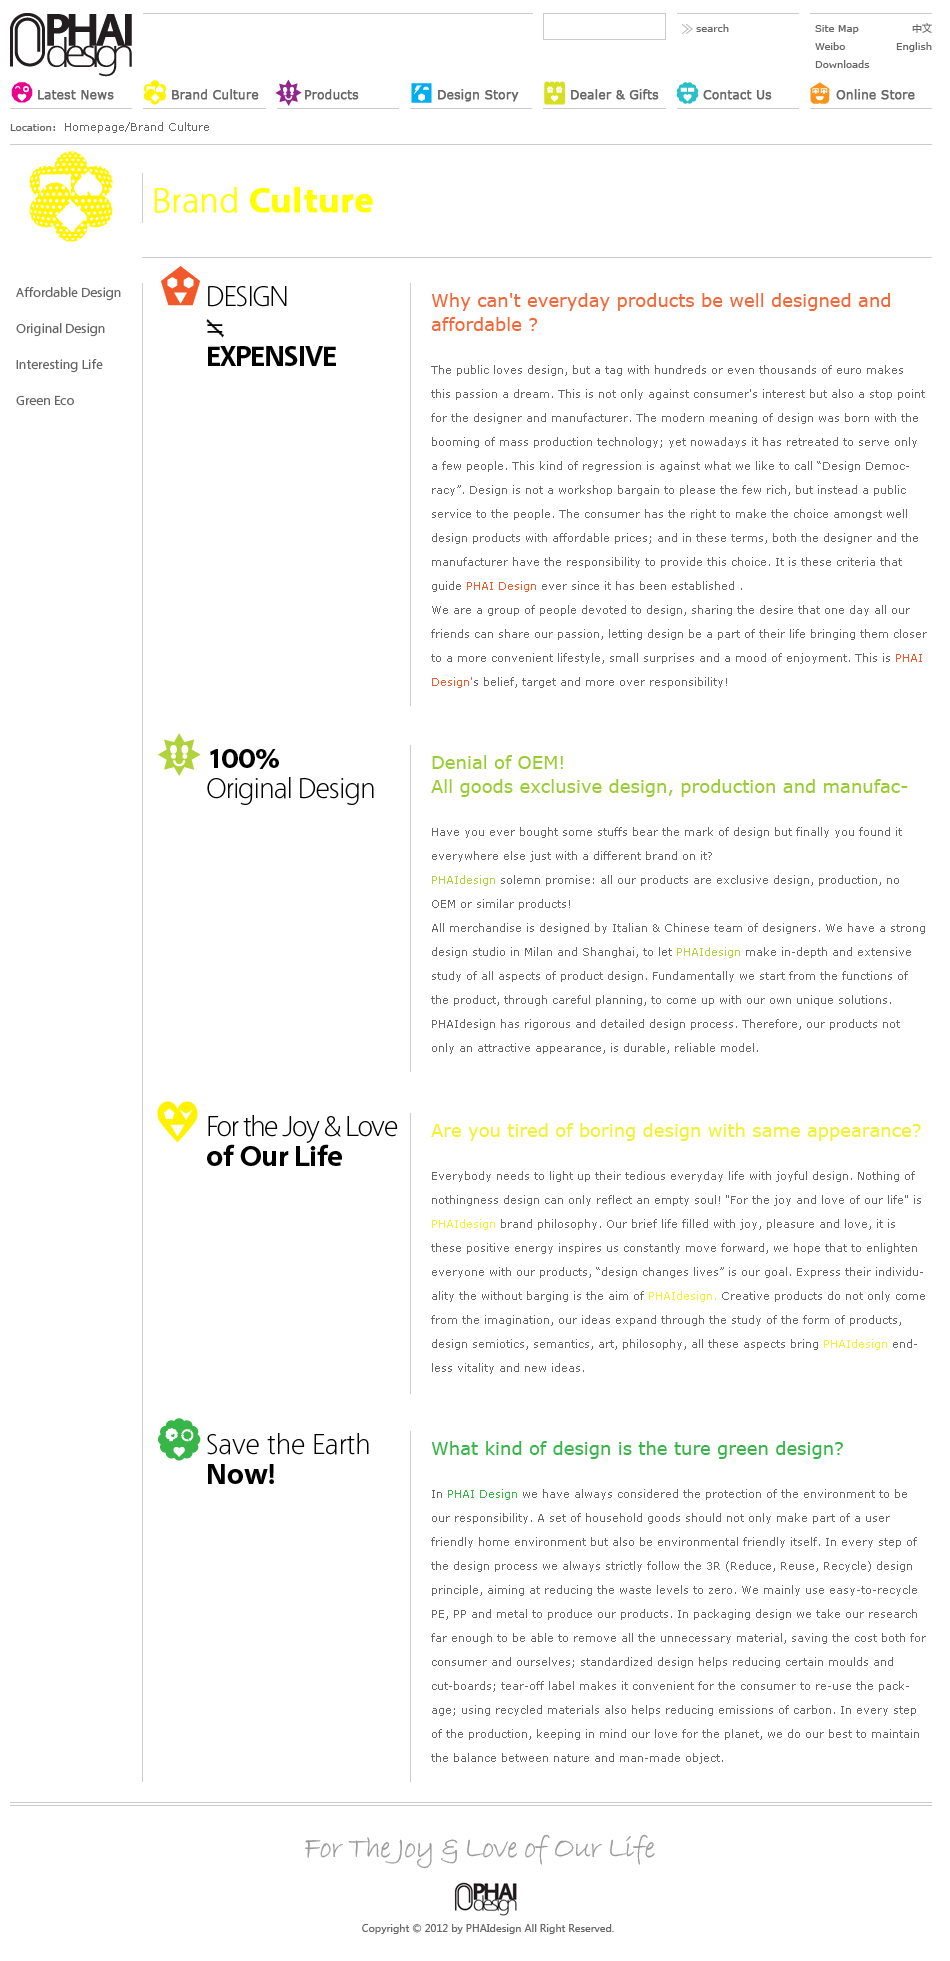 PHAI
design
search
Site Map
中文
Weibo
English
Downloads
Latest News
Brand Culture
Products
Design Story
Dealer & Gifts
Contact Us
Online Store
Location: Homepage/Brand Culture
Brand Culture
Affordable Design
Original Design
Interesting Life
Green Eco
DESIGN
≠
EXPENSIVE
Why can't everyday products be well designed and
affordable ?
The public loves design, but a tag with hundreds or even thousands of euro makes
this passion a dream. This is not only against consumer's interest but also a stop point
for the designer and manufacturer. The modern meaning of design was born with the
booming of mass production technology; yet nowadays it has retreated to serve only
a few people. This kind of regression is against what we like to call “Design Democ-
racy”. Design is not a workshop bargain to please the few rich, but instead a public
service to the people. The consumer has the right to make the choice amongst well
design products with affordable prices; and in these terms, both the designer and the
manufacturer have the responsibility to provide this choice. It is these criteria that
guide PHAI Design ever since it has been established .
We are a group of people devoted to design, sharing the desire that one day all our
friends can share our passion, letting design be a part of their life bringing them closer
to a more convenient lifestyle, small surprises and a mood of enjoyment. This is PHAI
Design's belief, target and more over responsibility!
100%
Original Design
Denial of OEM!
All goods exclusive design, production and manufac-
Have you ever bought some stuffs bear the mark of design but finally you found it
everywhere else just with a different brand on it?
PHAIdesign solemn promise: all our products are exclusive design, production, no
OEM or similar products!
All merchandise is designed by Italian & Chinese team of designers. We have a strong
design studio in Milan and Shanghai, to let PHAIdesign make in-depth and extensive
study of all aspects of product design. Fundamentally we start from the functions of
the product, through careful planning, to come up with our own unique solutions.
PHAIdesign has rigorous and detailed design process. Therefore, our products not
only an attractive appearance, is durable, reliable model.
For the Joy & Love
of Our Life
Are you tired of boring design with same appearance?
Everybody needs to light up their tedious everyday life with joyful design. Nothing of
nothingness design can only reflect an empty soul! "For the joy and love of our life" is
PHAIdesign brand philosophy. Our brief life filled with joy, pleasure and love, it is
these positive energy inspires us constantly move forward, we hope that to enlighten
everyone with our products, “design changes lives” is our goal. Express their individu-
ality the without barging is the aim of PHAIdesign. Creative products do not only come
from the imagination, our ideas expand through the study of the form of products,
design semiotics, semantics, art, philosophy, all these aspects bring PHAIdesign end-
less vitality and new ideas.
Save the Earth
Now!
What kind of design is the ture green design?
In PHAI Design we have always considered the protection of the environment to be
our responsibility. A set of household goods should not only make part of a user
friendly home environment but also be environmental friendly itself. In every step of
the design process we always strictly follow the 3R (Reduce, Reuse, Recycle) design
principle, aiming at reducing the waste levels to zero. We mainly use easy-to-recycle
PE, PP and metal to produce our products. In packaging design we take our research
far enough to be able to remove all the unnecessary material, saving the cost both for
consumer and ourselves; standardized design helps reducing certain moulds and
cut-boards; tear-off label makes it convenient for the consumer to re-use the pack-
age; using recycled materials also helps reducing emissions of carbon. In every step
of the production, keeping in mind our love for the planet, we do our best to maintain
the balance between nature and man-made object.
For The Joy & Love of Our Life
PHAI
design
Copyright © 2012 by PHAIdesign All Right Reserved.